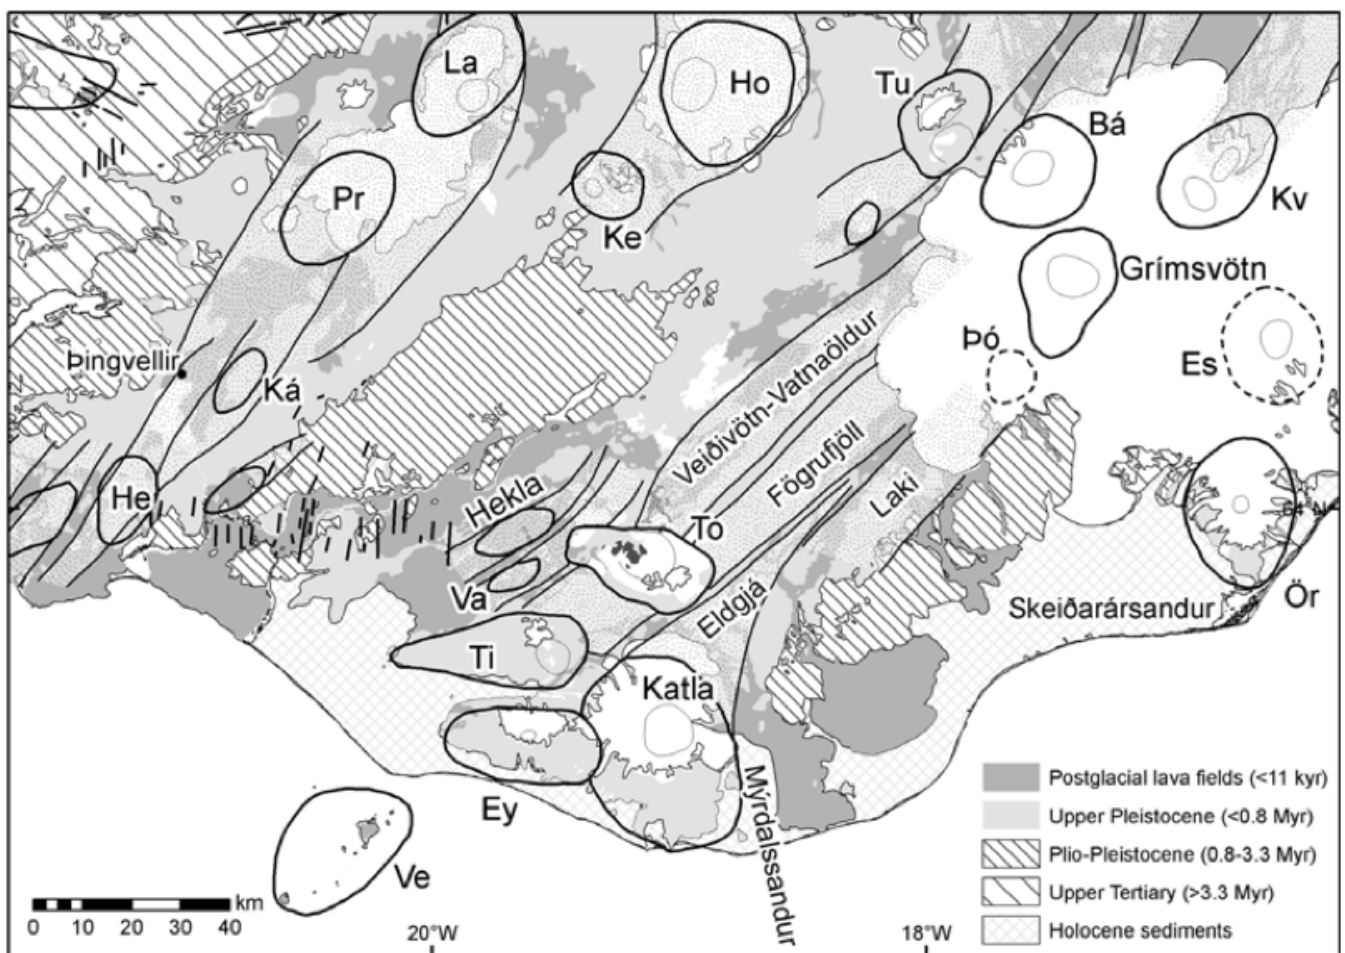 La
Ho
Tu
Bá
Pr
Kv
Ke
Grímsvötn
Þó
Es
Þingvellir
Ká
Veiðivötn-Vatnaöldur
Fögrufjöll
Laki
He
Hekla
Tó
64 N
Va
Eldgjá
Skeiðarársandur
Ör
Ti
Katla
Ey
Mýrdalssandur
Ve
Postglacial lava fields (<11 kyr)
Upper Pleistocene (<0.8 Myr)
Plio-Pleistocene (0.8-3.3 Myr)
Upper Tertiary (>3.3 Myr)
Holocene sediments
km
0 10 20 30 40
20°W
18°W